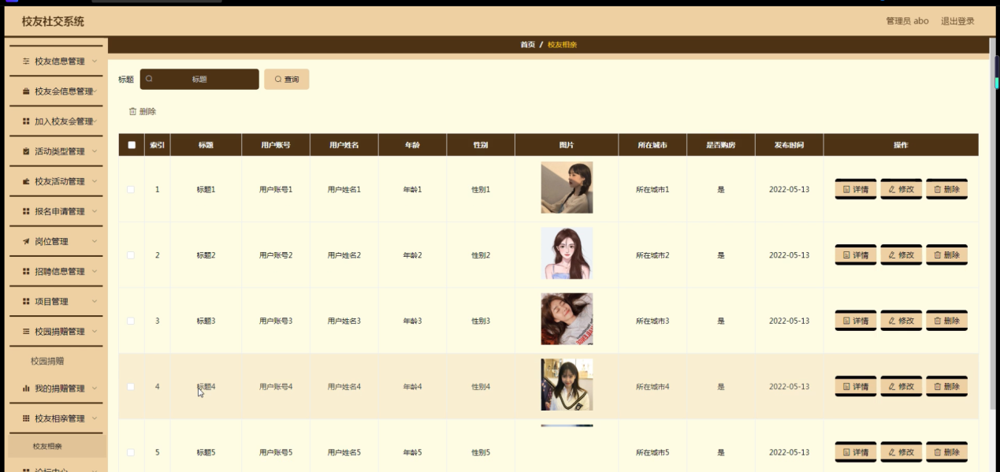 校友社交系统
管理员 abo 退出登录
首页 / 校友相亲
校友信息管理
校友会信息管理
加入校友会管理
活动类型管理
校友活动管理
报名申请管理
岗位管理
招聘信息管理
项目管理
校园捐赠管理
校园捐赠
我的捐赠管理
校友相亲管理
校友相亲
论坛中心
标题 标题 查询
删除
索引 标题 用户账号 用户姓名 年龄 性别 图片 所在城市 是否购房 发布时间 操作
1 标题1 用户账号1 用户姓名1 年龄1 性别1 所在城市1 是 2022-05-13 详情 修改 删除
2 标题2 用户账号2 用户姓名2 年龄2 性别2 所在城市2 是 2022-05-13 详情 修改 删除
3 标题3 用户账号3 用户姓名3 年龄3 性别3 所在城市3 是 2022-05-13 详情 修改 删除
4 标题4 用户账号4 用户姓名4 年龄4 性别4 所在城市4 是 2022-05-13 详情 修改 删除
5 标题5 用户账号5 用户姓名5 年龄5 性别5 所在城市5 是 2022-05-13 详情 修改 删除